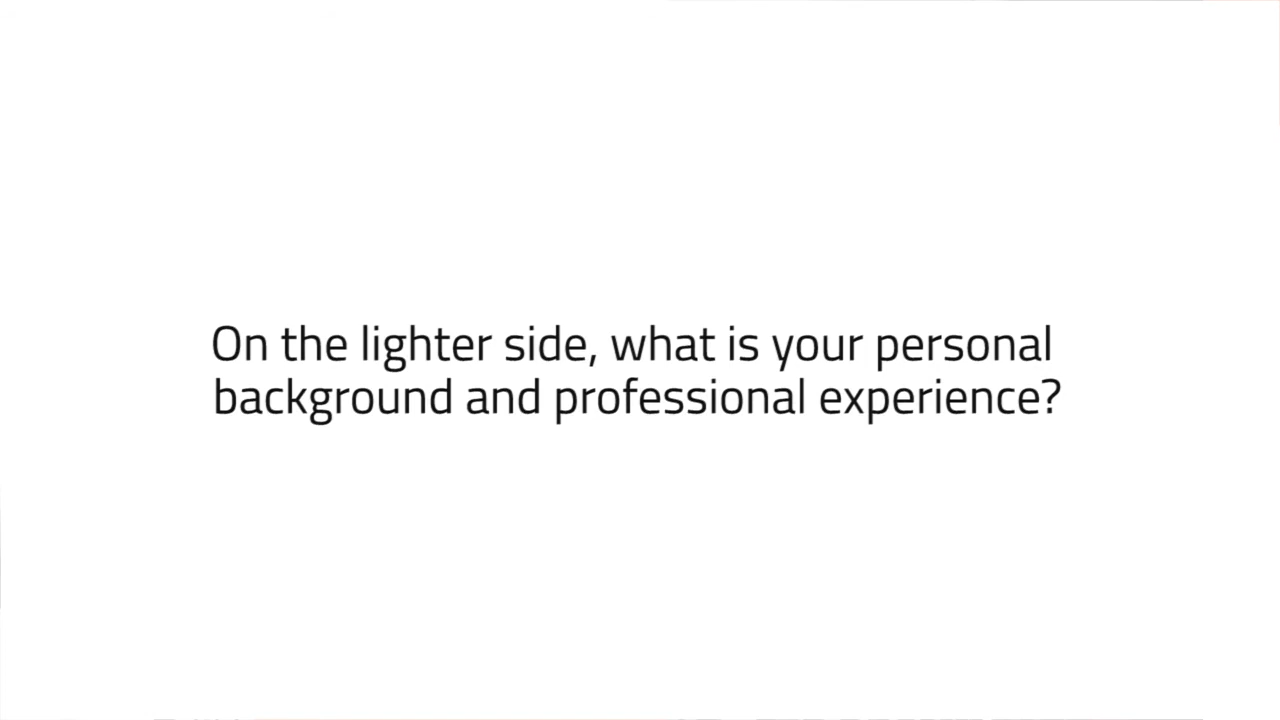 On the lighter side, what is your personal
background and professional experience?